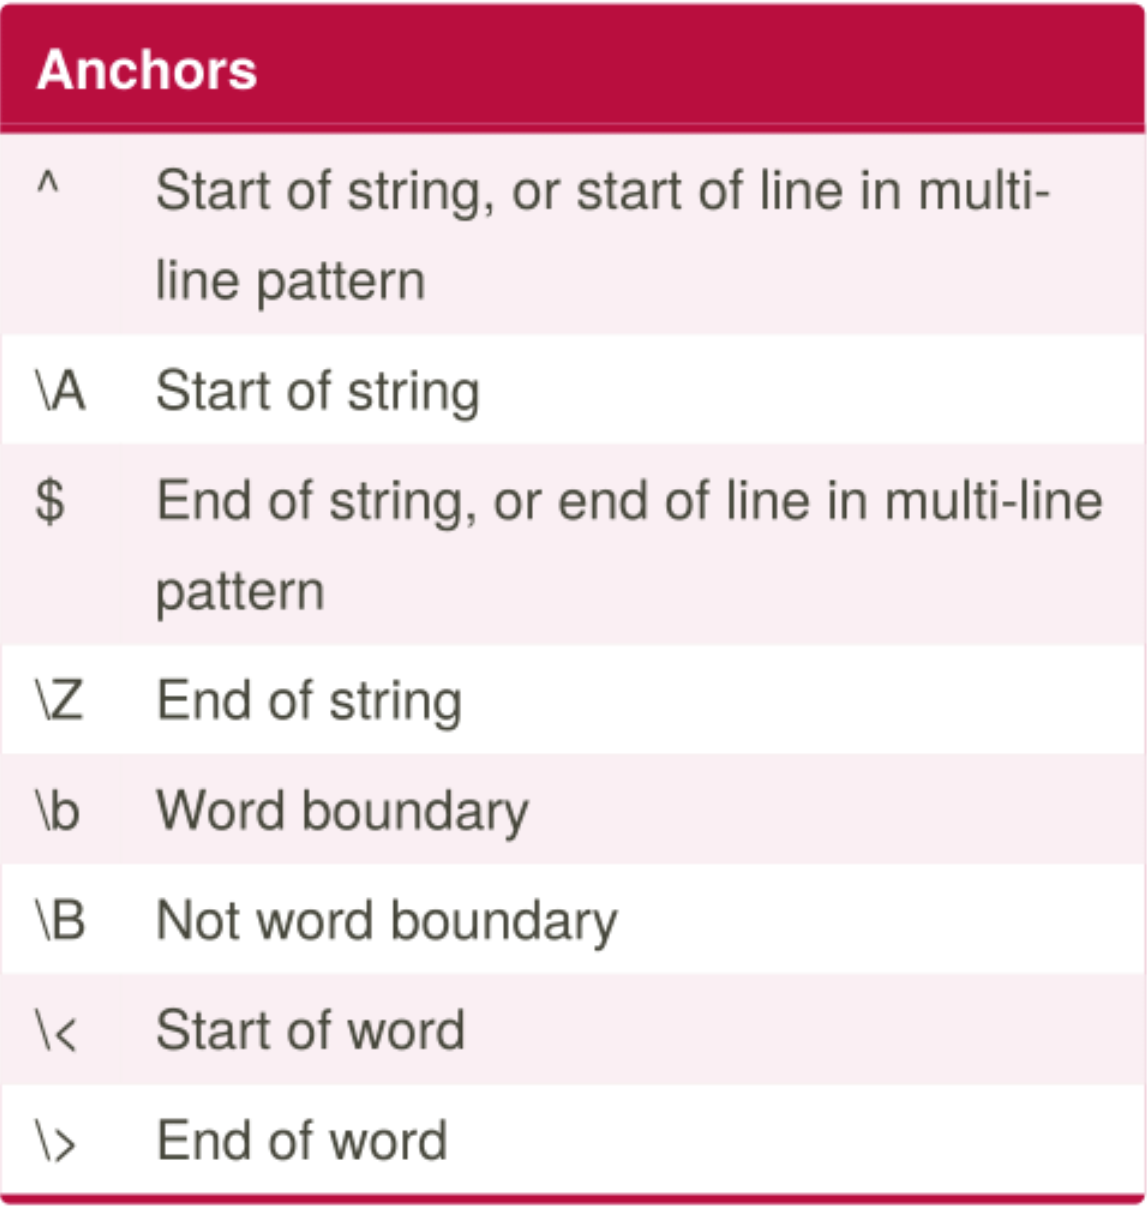 Anchors
^ Start of string, or start of line in multi-
line pattern
\A Start of string
$ End of string, or end of line in multi-line
pattern
\Z End of string
\b Word boundary
\B Not word boundary
\< Start of word
\> End of word